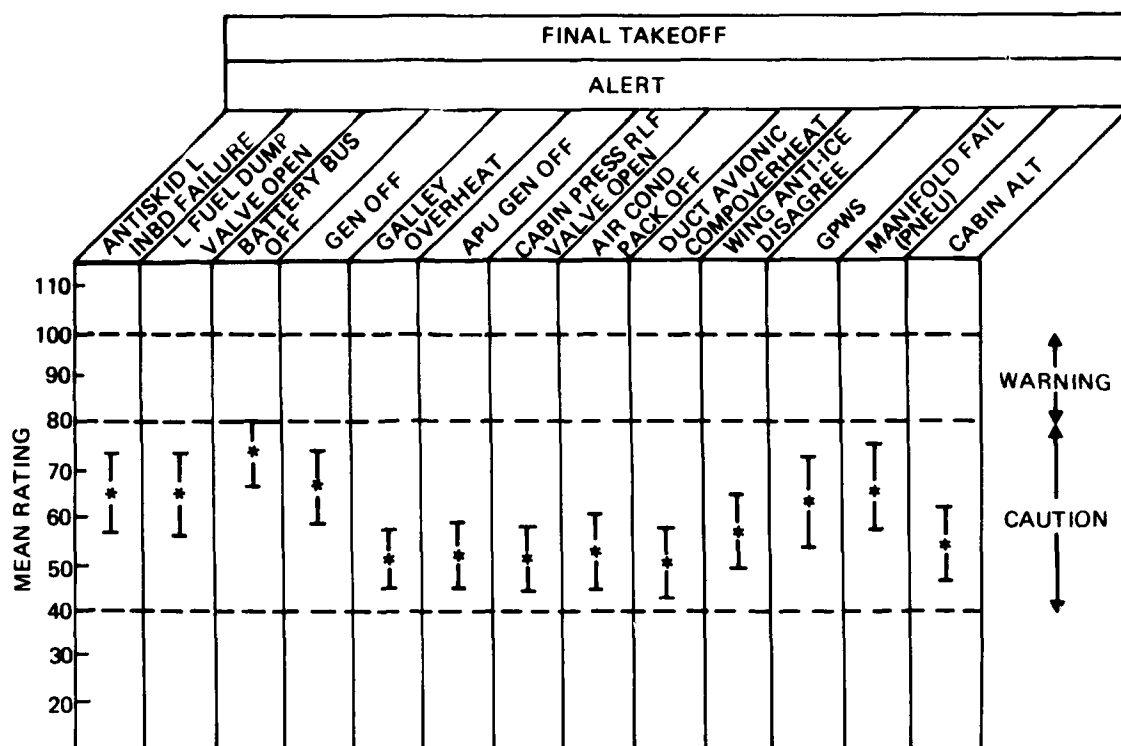 FINAL TAKEOFF
ALERT
ANTISKID L
INBD FAILURE
L FUEL DUMP
VALVE OPEN
BATTERY BUS
OFF
GEN OFF
GALLEY
OVERHEAT
APU GEN OFF
CABIN PRESS RLF
VALVE OPEN
AIR COND
PACK OFF
DUCT AVIONIC
COMPOVERHEAT
WING ANTI-ICE
DISAGREE
GPWS
MANIFOLD FAIL
(PNEU)
CABIN ALT
MEAN RATING
110
100
90
80
70
60
50
40
30
20
WARNING
CAUTION